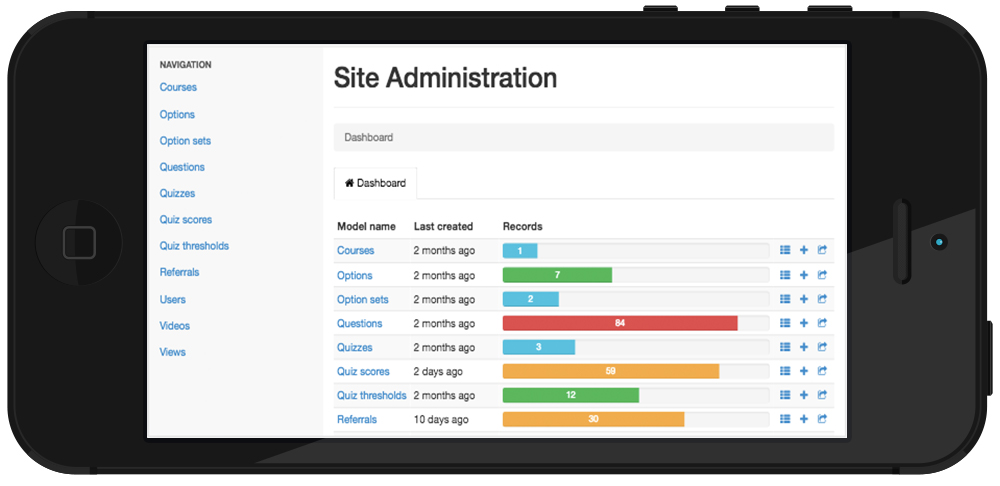 NAVIGATION
Courses
Options
Option sets
Questions
Quizzes
Quiz scores
Quiz thresholds
Referrals
Users
Videos
Views
Site Administration
Dashboard
Dashboard
Model name Last created Records
Courses 2 months ago 1
Options 2 months ago 7
Option sets 2 months ago 2
Questions 2 months ago 84
Quizzes 2 months ago 3
Quiz scores 2 days ago 59
Quiz thresholds 2 months ago 12
Referrals 10 days ago 30